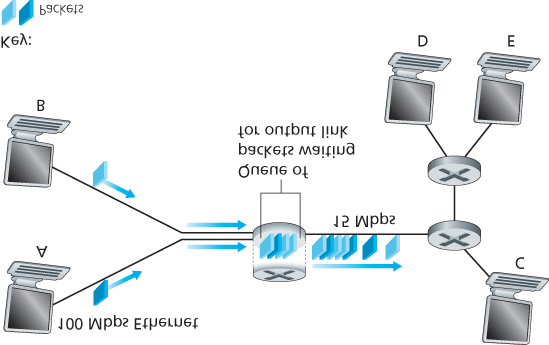 Packets
Key:
D
E
B
for output link
packets waiting
Queue of
15 Mbps
A
C
100 Mbps Ethernet